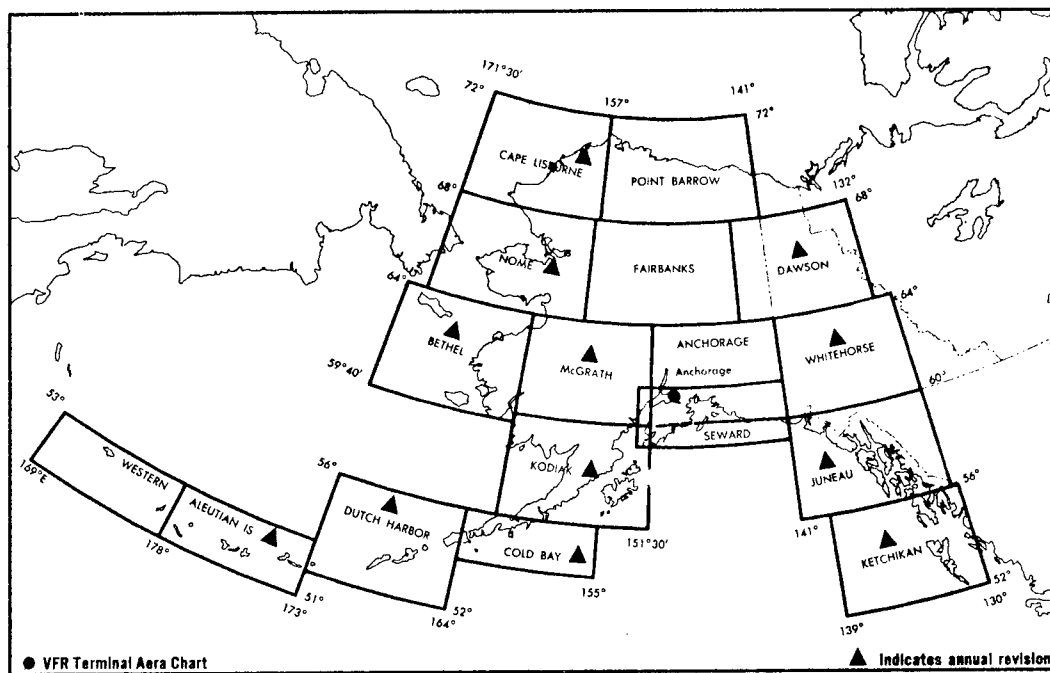 171°30'
72°
157°
141°
72°
CAPE LISBURNE
POINT BARROW
132°
68°
68°
NOME
FAIRBANKS
DAWSON
64°
64°
BETHEL
McGRATH
ANCHORAGE
Anchorage
WHITEHORSE
59°40'
60°
53°
SEWARD
KODIAK
JUNEAU
56°
56°
WESTERN
ALEUTIAN IS
DUTCH HARBOR
169°E
141°
151°30'
COLD BAY
KETCHIKAN
178°
155°
52°
130°
51°
173°
52°
164°
139°
VFR Terminal Aera Chart
Indicates annual revision